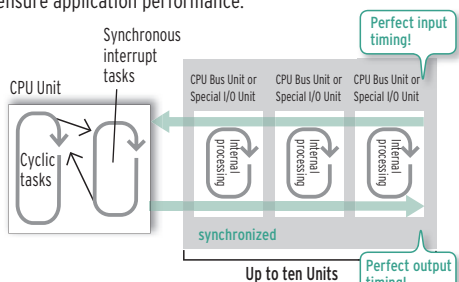 ensure application performance.
Perfect input
timing!
Synchronous
interrupt
tasks
CPU Unit
CPU Bus Unit or
Special I/O Unit
CPU Bus Unit or
Special I/O Unit
CPU Bus Unit or
Special I/O Unit
Cyclic
tasks
Internal
processing
Internal
processing
Internal
processing
synchronized
Up to ten Units
Perfect output
timing!